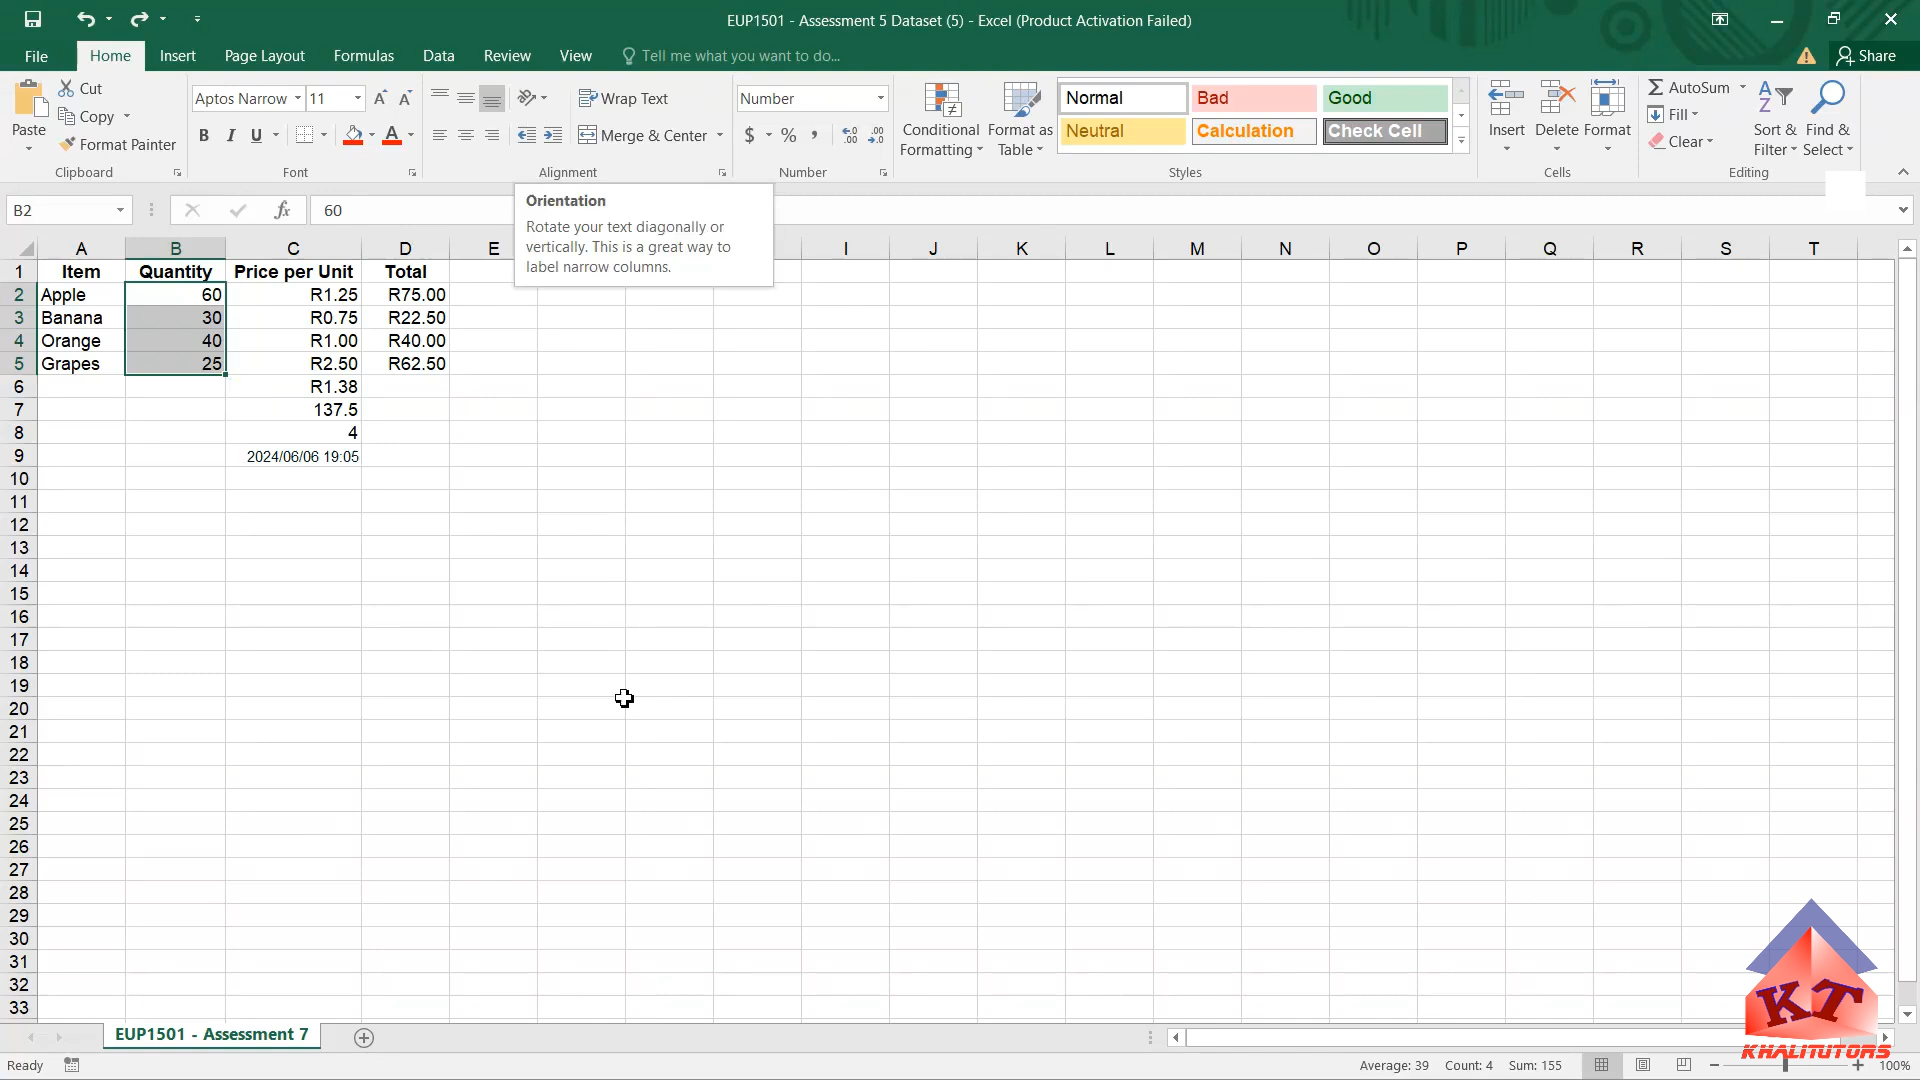 EUP1501 - Assessment 5 Dataset (5) - Excel (Product Activation Failed)
File Home Insert Page Layout Formulas Data Review View Tell me what you want to do... Share
Paste Cut Copy Format Painter Clipboard
Aptos Narrow 11 B I U A Font
Wrap Text Merge & Center Alignment
Number $ % , Number
Conditional Formatting Format as Table
Normal Bad Good
Neutral Calculation Check Cell
Styles
Insert Delete Format Cells
AutoSum Fill Clear Sort & Filter Find & Select Editing
B2 fx 60
Orientation
Rotate your text diagonally or
vertically. This is a great way to
label narrow columns.
A B C D E I J K L M N O P Q R S T
1 Item Quantity Price per Unit Total
2 Apple 60 R1.25 R75.00
3 Banana 30 R0.75 R22.50
4 Orange 40 R1.00 R40.00
5 Grapes 25 R2.50 R62.50
6 R1.38
7 137.5
8 4
9 2024/06/06 19:05
10
11
12
13
14
15
16
17
18
19
20
21
22
23
24
25
26
27
28
29
30
31
32
33
KT
KHALITUTORS
EUP1501 - Assessment 7
Ready Average: 39 Count: 4 Sum: 155 100%